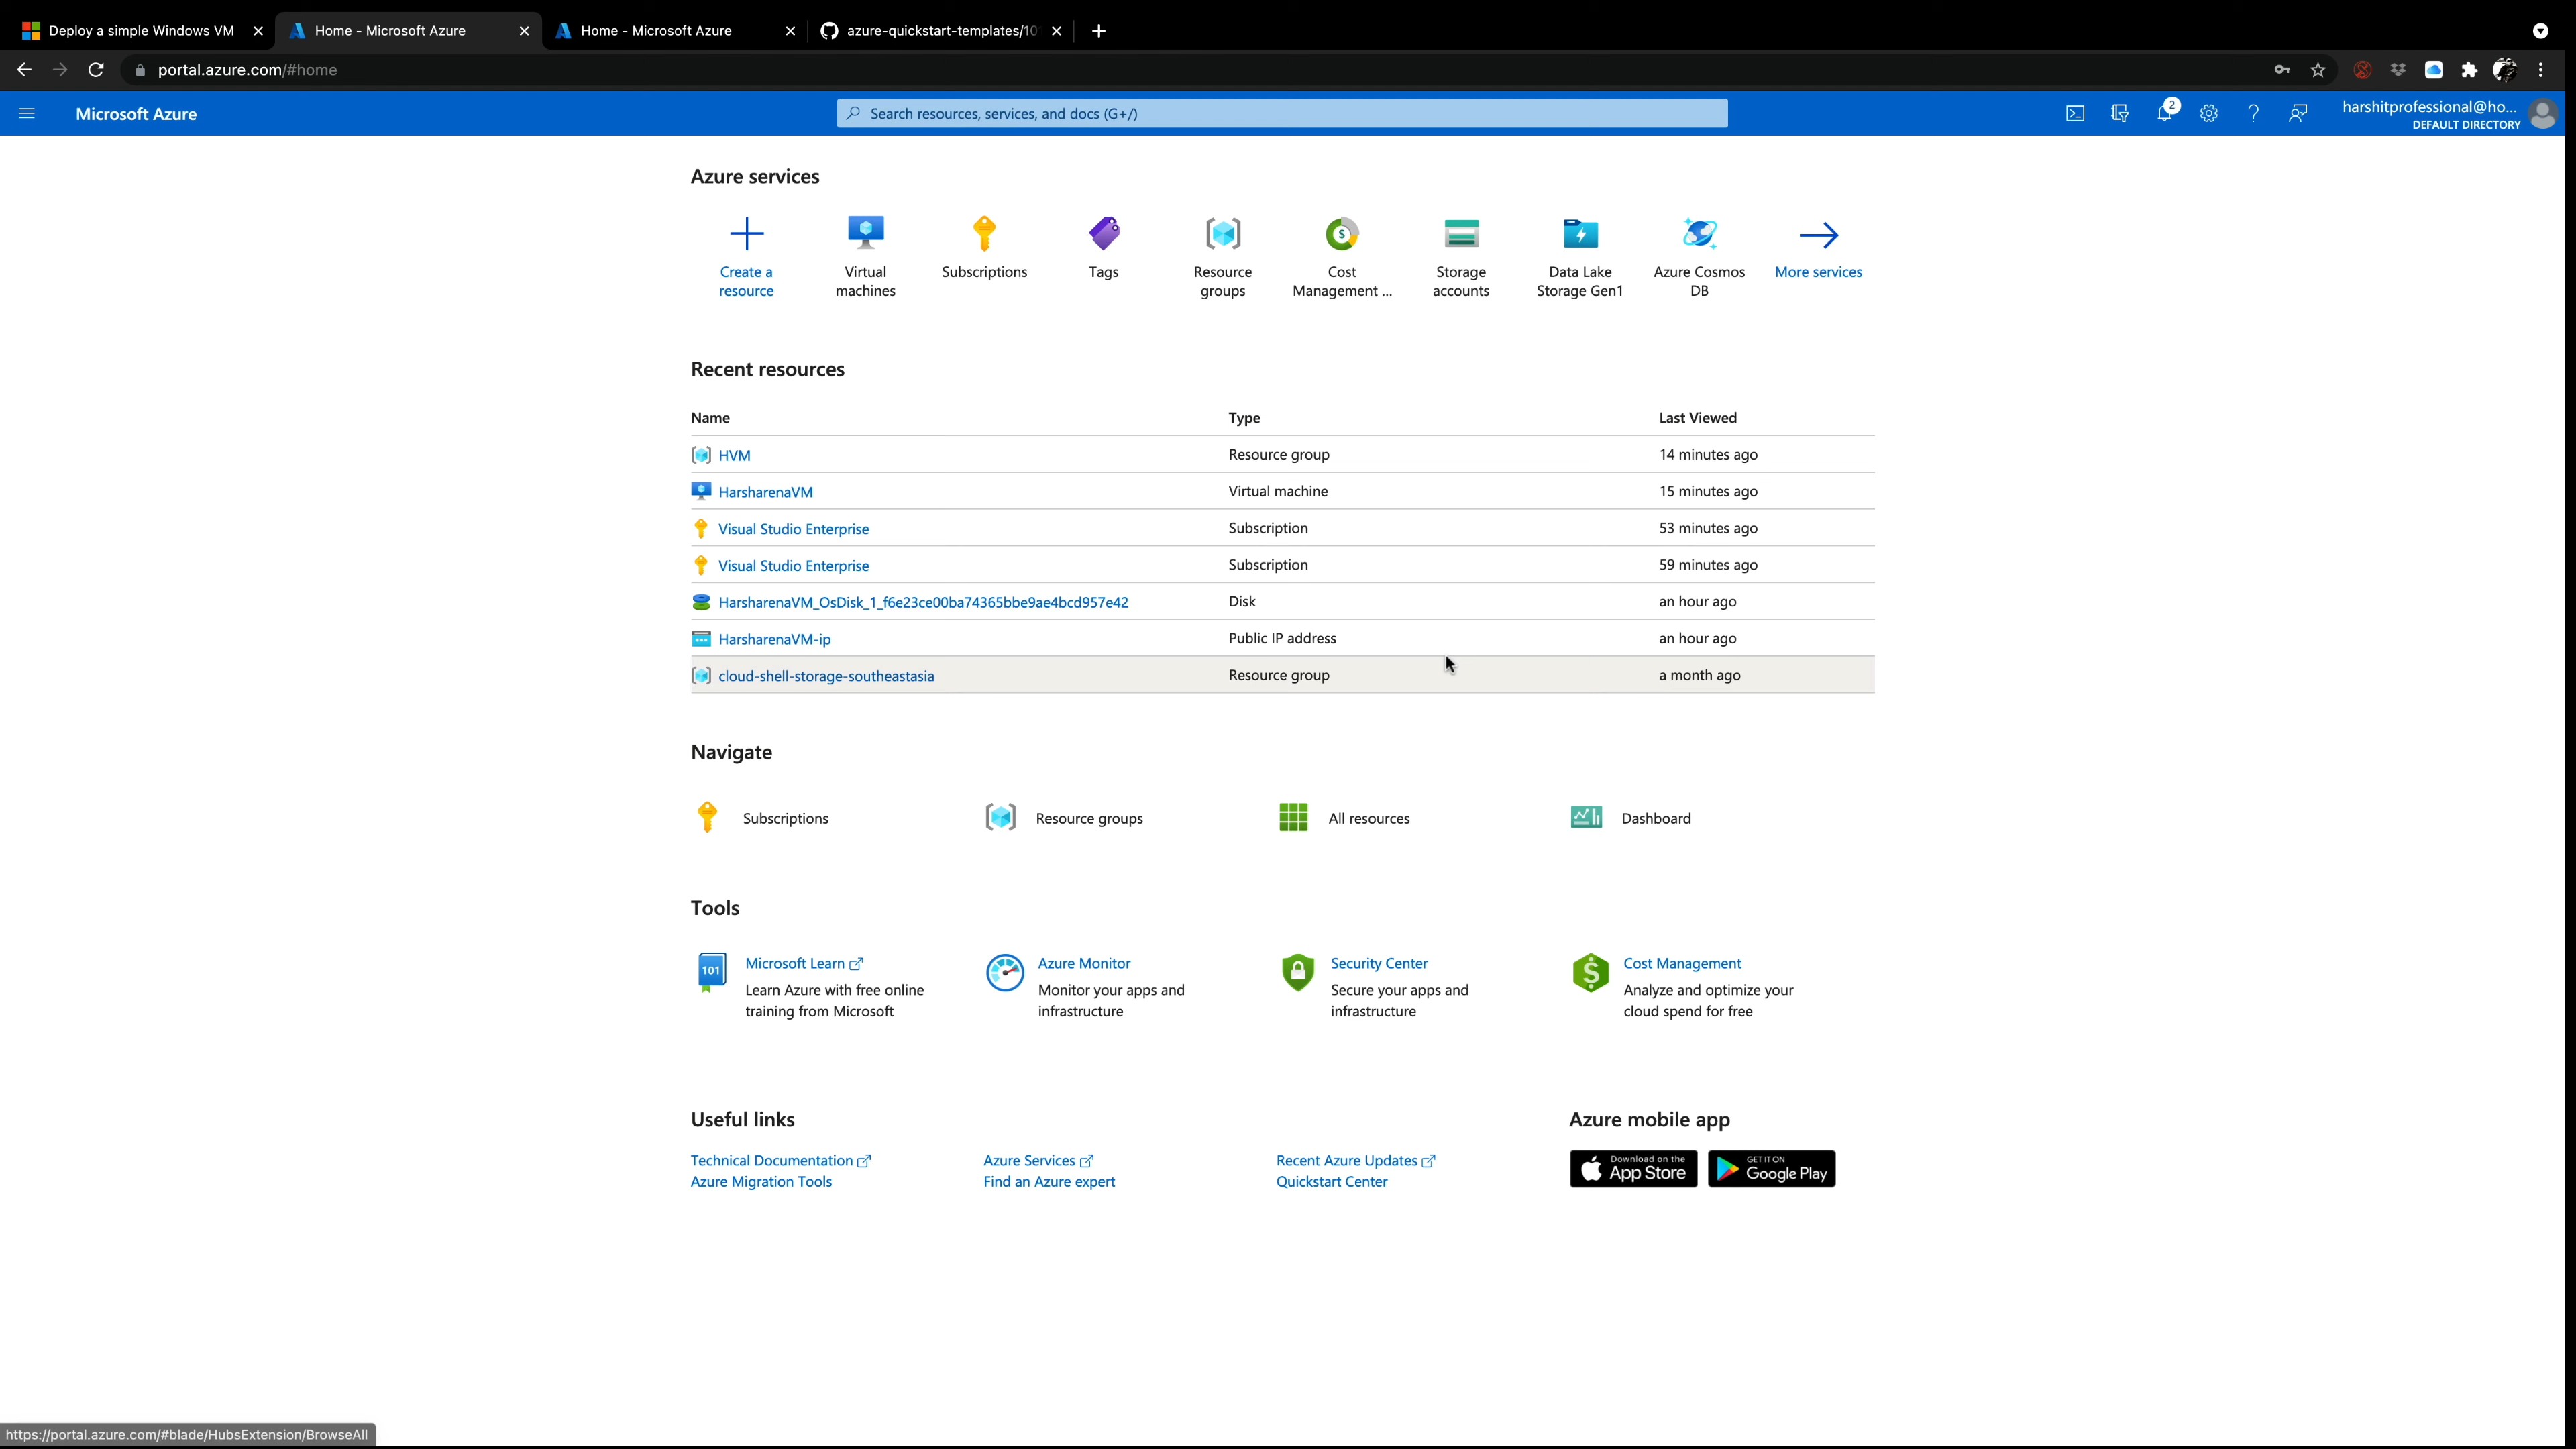 Deploy a simple Windows VM
Home - Microsoft Azure
Home - Microsoft Azure
azure-quickstart-templates/10
portal.azure.com/#home
Microsoft Azure
Search resources, services, and docs (G+/)
2
harshitprofessional@ho...
DEFAULT DIRECTORY
Azure services
Create a
resource
Virtual
machines
Subscriptions
Tags
Resource
groups
Cost
Management ...
Storage
accounts
Data Lake
Storage Gen1
Azure Cosmos
DB
More services
Recent resources
Name Type Last Viewed
HVM Resource group 14 minutes ago
HarsharenaVM Virtual machine 15 minutes ago
Visual Studio Enterprise Subscription 53 minutes ago
Visual Studio Enterprise Subscription 59 minutes ago
HarsharenaVM_OsDisk_1_f6e23ce00ba74365bbe9ae4bcd957e42 Disk an hour ago
HarsharenaVM-ip Public IP address an hour ago
cloud-shell-storage-southeastasia Resource group a month ago
Navigate
Subscriptions
Resource groups
All resources
Dashboard
Tools
101
Microsoft Learn
Learn Azure with free online
training from Microsoft
Azure Monitor
Monitor your apps and
infrastructure
Security Center
Secure your apps and
infrastructure
Cost Management
Analyze and optimize your
cloud spend for free
Useful links
Technical Documentation
Azure Migration Tools
Azure Services
Find an Azure expert
Recent Azure Updates
Quickstart Center
Azure mobile app
Download on the
App Store
GET IT ON
Google Play
https://portal.azure.com/#blade/HubsExtension/BrowseAll